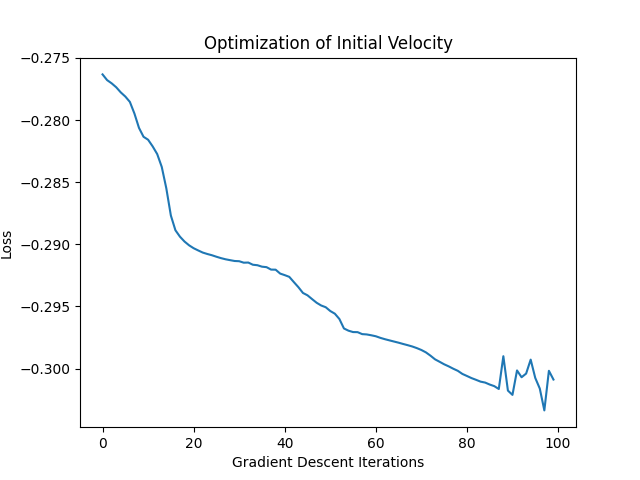 Optimization of Initial Velocity
−0.275
−0.280
−0.285
−0.290
−0.295
−0.300
Loss
0 20 40 60 80 100
Gradient Descent Iterations